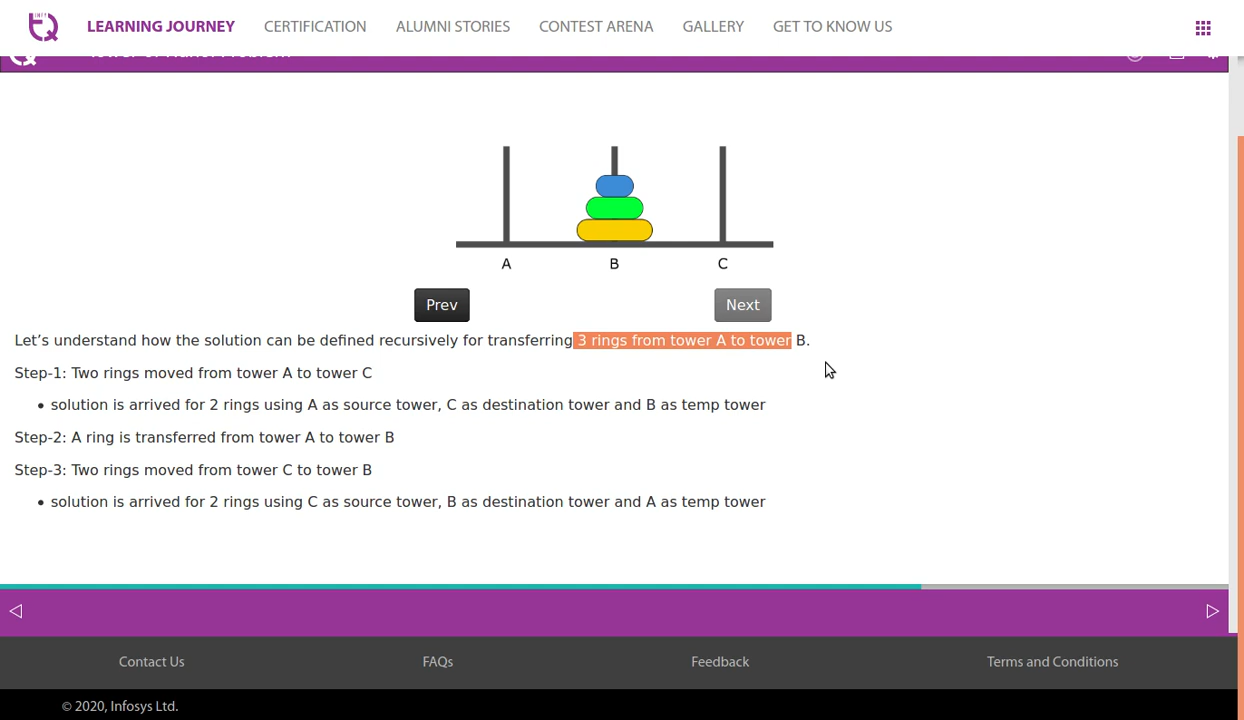 LEARNING JOURNEY CERTIFICATION ALUMNI STORIES CONTEST ARENA GALLERY GET TO KNOW US
A B C
Prev Next
Let’s understand how the solution can be defined recursively for transferring 3 rings from tower A to tower B.
Step-1: Two rings moved from tower A to tower C
• solution is arrived for 2 rings using A as source tower, C as destination tower and B as temp tower
Step-2: A ring is transferred from tower A to tower B
Step-3: Two rings moved from tower C to tower B
• solution is arrived for 2 rings using C as source tower, B as destination tower and A as temp tower
Contact Us FAQs Feedback Terms and Conditions
© 2020, Infosys Ltd.